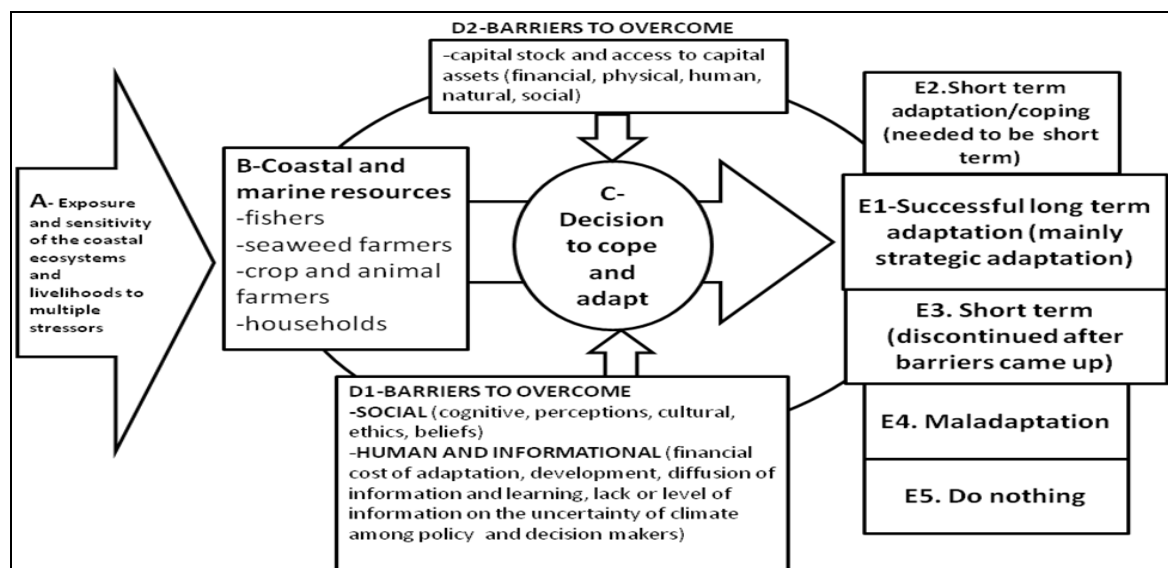 D2-BARRIERS TO OVERCOME
-capital stock and access to capital
assets (financial, physical, human,
natural, social)
A- Exposure
and sensitivity
of the coastal
ecosystems
and
livelihoods to
multiple
stressors
B-Coastal and
marine resources
-fishers
-seaweed farmers
-crop and animal
farmers
-households
C-
Decision
to cope
and
adapt
D1-BARRIERS TO OVERCOME
-SOCIAL (cognitive, perceptions, cultural,
ethics, beliefs)
-HUMAN AND INFORMATIONAL (financial
cost of adaptation, development, diffusion of
information and learning, lack or level of
information on the uncertainty of climate
among policy and decision makers)
E2.Short term
adaptation/coping
(needed to be short
term)
E1-Successful long term
adaptation (mainly
strategic adaptation)
E3. Short term
(discontinued after
barriers came up)
E4. Maladaptation
E5. Do nothing